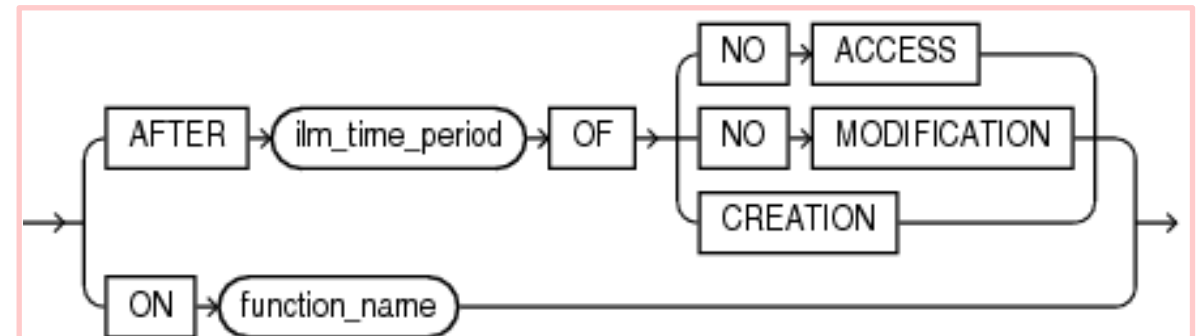 NO ACCESS
AFTER ilm_time_period OF NO MODIFICATION
CREATION
ON function_name